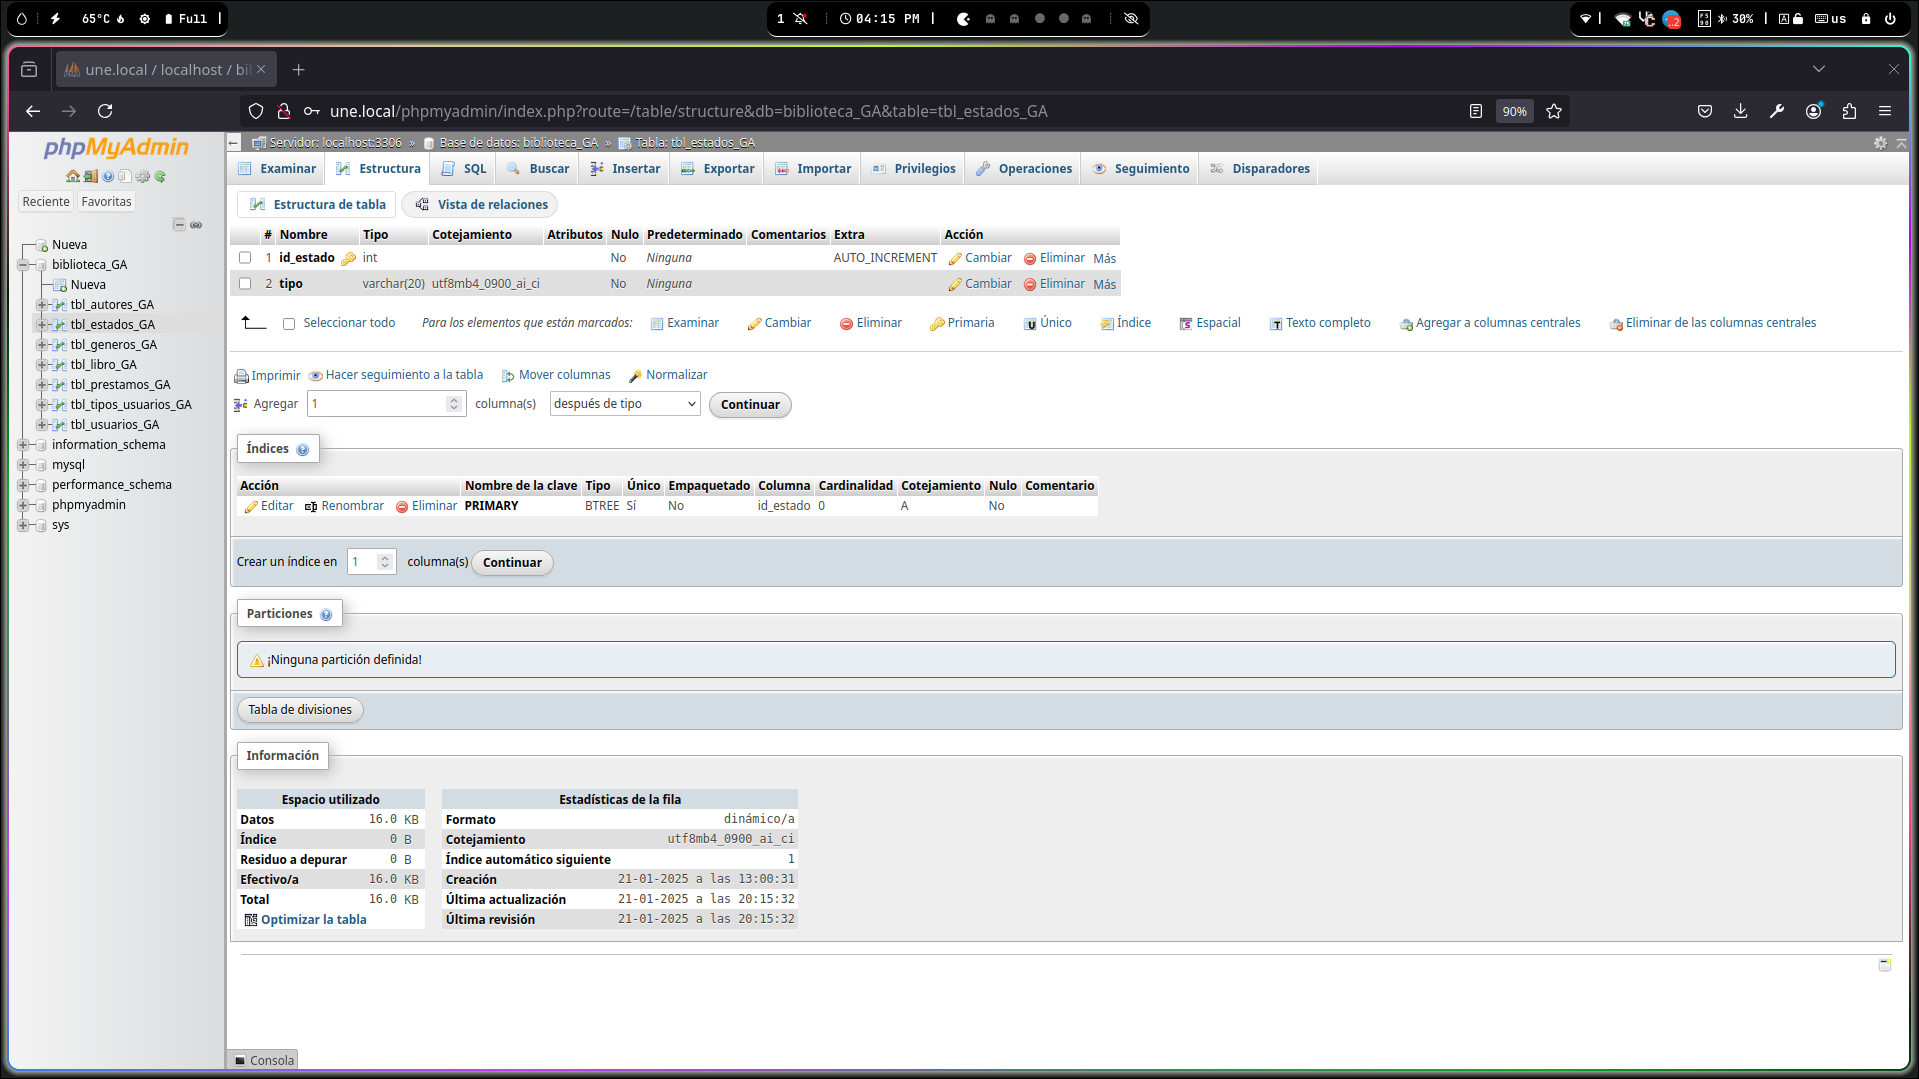 65°C Full | 1 04:15 PM | | 30% | A us
une.local / localhost / bi
une.local/phpmyadmin/index.php?route=/table/structure&db=biblioteca_GA&table=tbl_estados_GA 90%
phpMyAdmin
Reciente Favoritas
Nueva
biblioteca_GA
Nueva
tbl_autores_GA
tbl_estados_GA
tbl_generos_GA
tbl_libro_GA
tbl_prestamos_GA
tbl_tipos_usuarios_GA
tbl_usuarios_GA
information_schema
mysql
performance_schema
phpmyadmin
sys
Servidor: localhost:3306 » Base de datos: biblioteca_GA » Tabla: tbl_estados_GA
Examinar Estructura SQL Buscar Insertar Exportar Importar Privilegios Operaciones Seguimiento Disparadores
Estructura de tabla Vista de relaciones
# Nombre Tipo Cotejamiento Atributos Nulo Predeterminado Comentarios Extra Acción
1 id_estado int No Ninguna AUTO_INCREMENT Cambiar Eliminar Más
2 tipo varchar(20) utf8mb4_0900_ai_ci No Ninguna Cambiar Eliminar Más
Seleccionar todo Para los elementos que están marcados: Examinar Cambiar Eliminar Primaria Único Índice Espacial Texto completo Agregar a columnas centrales Eliminar de las columnas centrales
Imprimir Hacer seguimiento a la tabla Mover columnas Normalizar
Agregar 1 columna(s) después de tipo Continuar
Índices
Acción Nombre de la clave Tipo Único Empaquetado Columna Cardinalidad Cotejamiento Nulo Comentario
Editar Renombrar Eliminar PRIMARY BTREE Sí No id_estado 0 A No
Crear un índice en 1 columna(s) Continuar
Particiones
¡Ninguna partición definida!
Tabla de divisiones
Información
Espacio utilizado
Datos 16.0 KB
Índice 0 B
Residuo a depurar 0 B
Efectivo/a 16.0 KB
Total 16.0 KB
Optimizar la tabla
Estadísticas de la fila
Formato dinámico/a
Cotejamiento utf8mb4_0900_ai_ci
Índice automático siguiente 1
Creación 21-01-2025 a las 13:00:31
Última actualización 21-01-2025 a las 20:15:32
Última revisión 21-01-2025 a las 20:15:32
Consola